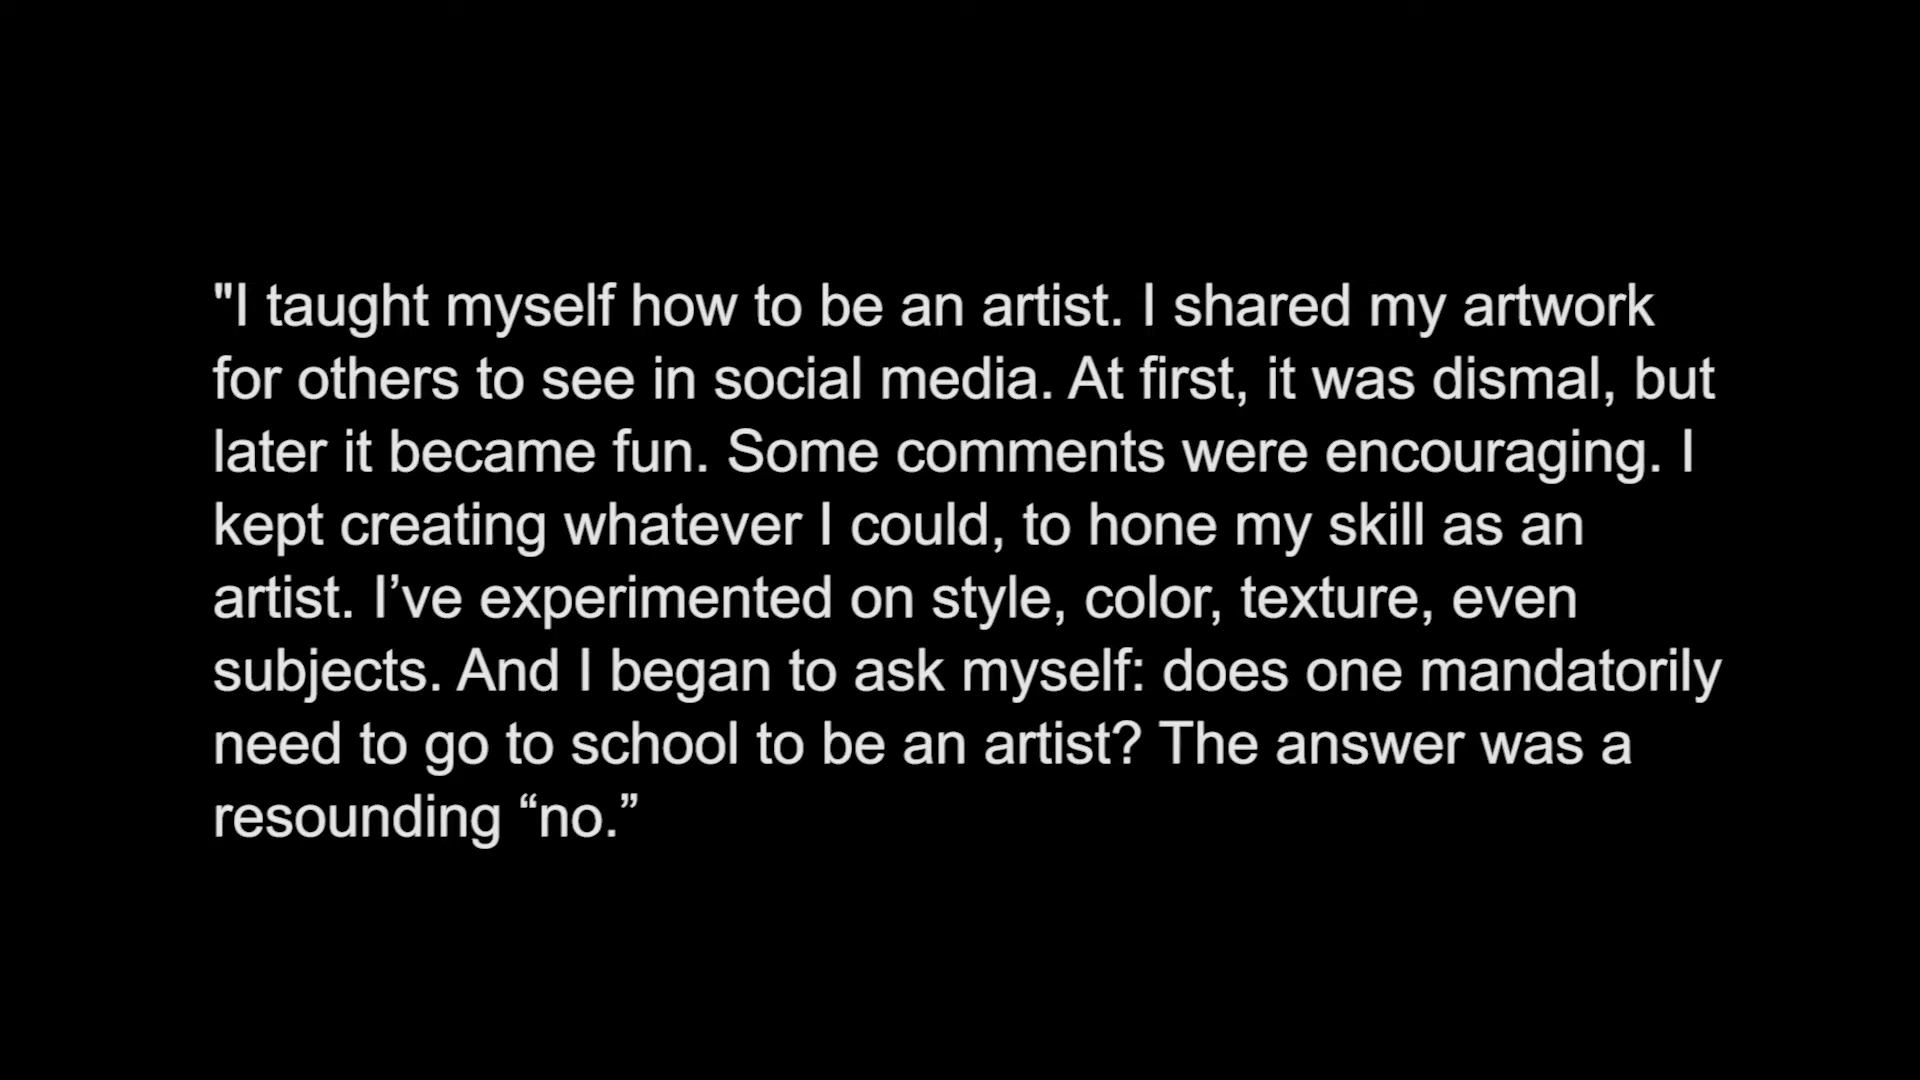 "I taught myself how to be an artist. I shared my artwork
for others to see in social media. At first, it was dismal, but
later it became fun. Some comments were encouraging. I
kept creating whatever I could, to hone my skill as an
artist. I’ve experimented on style, color, texture, even
subjects. And I began to ask myself: does one mandatorily
need to go to school to be an artist? The answer was a
resounding “no.”